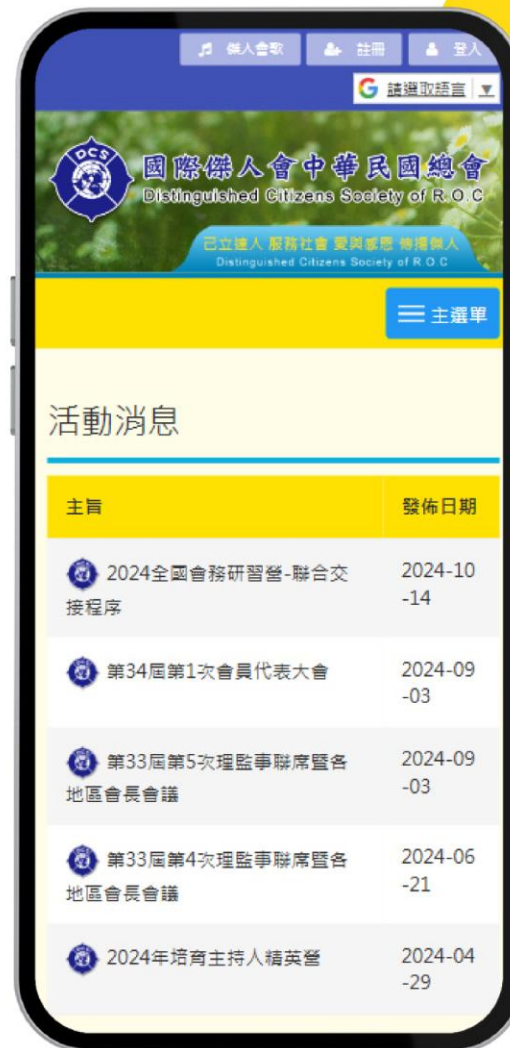 傑人會歌 註冊 登入
請選取語言 ▼
DCS
國際傑人會中華民國總會
Distinguished Citizens Society of R.O.C
己立達人 服務社會 愛與感恩 傳播傑人
Distinguished Citizens Society of R O C
主選單
活動消息
主旨 發佈日期
2024全國會務研習營-聯合交 2024-10
接程序 -14
第34屆第1次會員代表大會 2024-09
-03
第33屆第5次理監事聯席暨各 2024-09
地區會長會議 -03
第33屆第4次理監事聯席暨各 2024-06
地區會長會議 -21
2024年培育主持人精英營 2024-04
-29